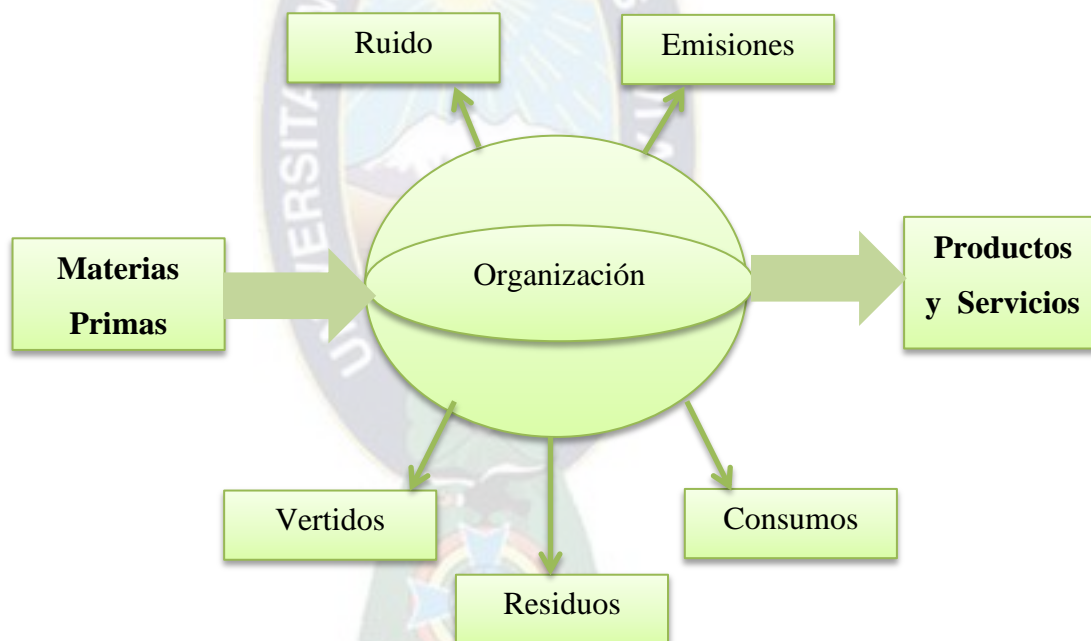 Ruido
Emisiones
Materias
Primas
Organización
Productos
y Servicios
Vertidos
Consumos
Residuos